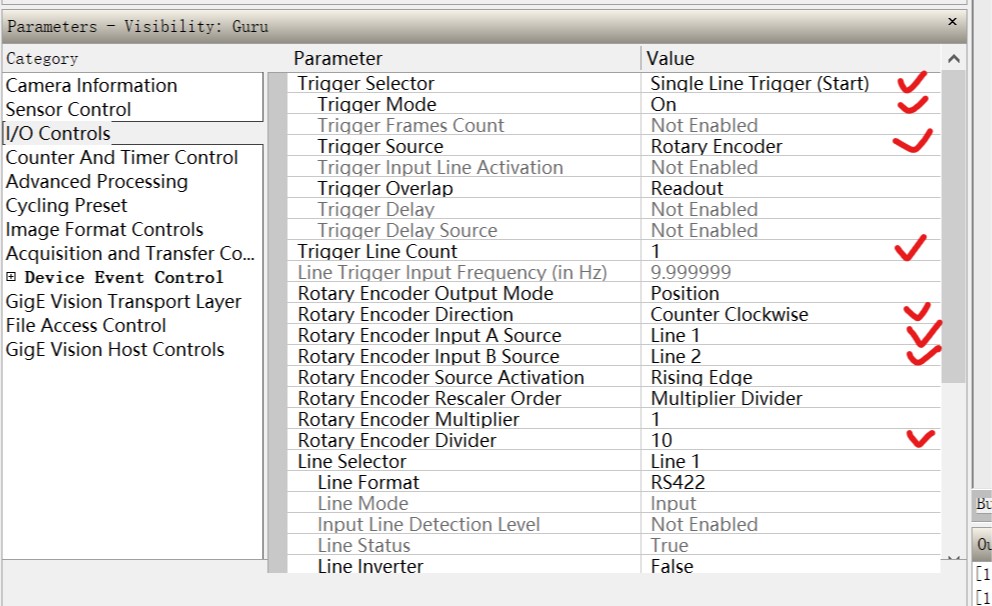 Parameters - Visibility: Guru ×
Category
Camera Information
Sensor Control
I/O Controls
Counter And Timer Control
Advanced Processing
Cycling Preset
Image Format Controls
Acquisition and Transfer Co...
Device Event Control
GigE Vision Transport Layer
File Access Control
GigE Vision Host Controls
Parameter Value
Trigger Selector Single Line Trigger (Start)
Trigger Mode On
Trigger Frames Count Not Enabled
Trigger Source Rotary Encoder
Trigger Input Line Activation Not Enabled
Trigger Overlap Readout
Trigger Delay Not Enabled
Trigger Delay Source Not Enabled
Trigger Line Count 1
Line Trigger Input Frequency (in Hz) 9.999999
Rotary Encoder Output Mode Position
Rotary Encoder Direction Counter Clockwise
Rotary Encoder Input A Source Line 1
Rotary Encoder Input B Source Line 2
Rotary Encoder Source Activation Rising Edge
Rotary Encoder Rescaler Order Multiplier Divider
Rotary Encoder Multiplier 1
Rotary Encoder Divider 10
Line Selector Line 1
Line Format RS422
Line Mode Input
Input Line Detection Level Not Enabled
Line Status True
Line Inverter False
Bu
Ou
[1
[1